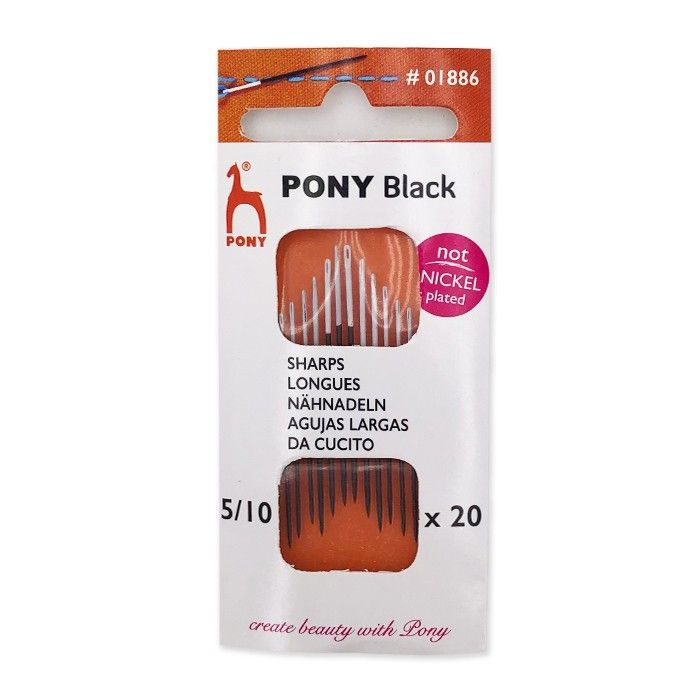 # 01886
®
PONY
PONY Black
not
NICKEL
plated
SHARPS
LONGUES
NÄHNADELN
AGUJAS LARGAS
DA CUCITO
5/10
x 20
create beauty with Pony